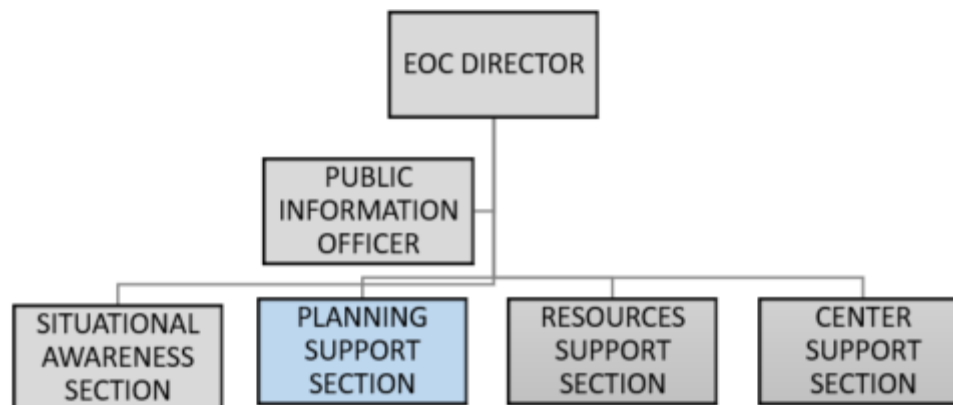 EOC DIRECTOR
PUBLIC
INFORMATION
OFFICER
SITUATIONAL
AWARENESS
SECTION
PLANNING
SUPPORT
SECTION
RESOURCES
SUPPORT
SECTION
CENTER
SUPPORT
SECTION